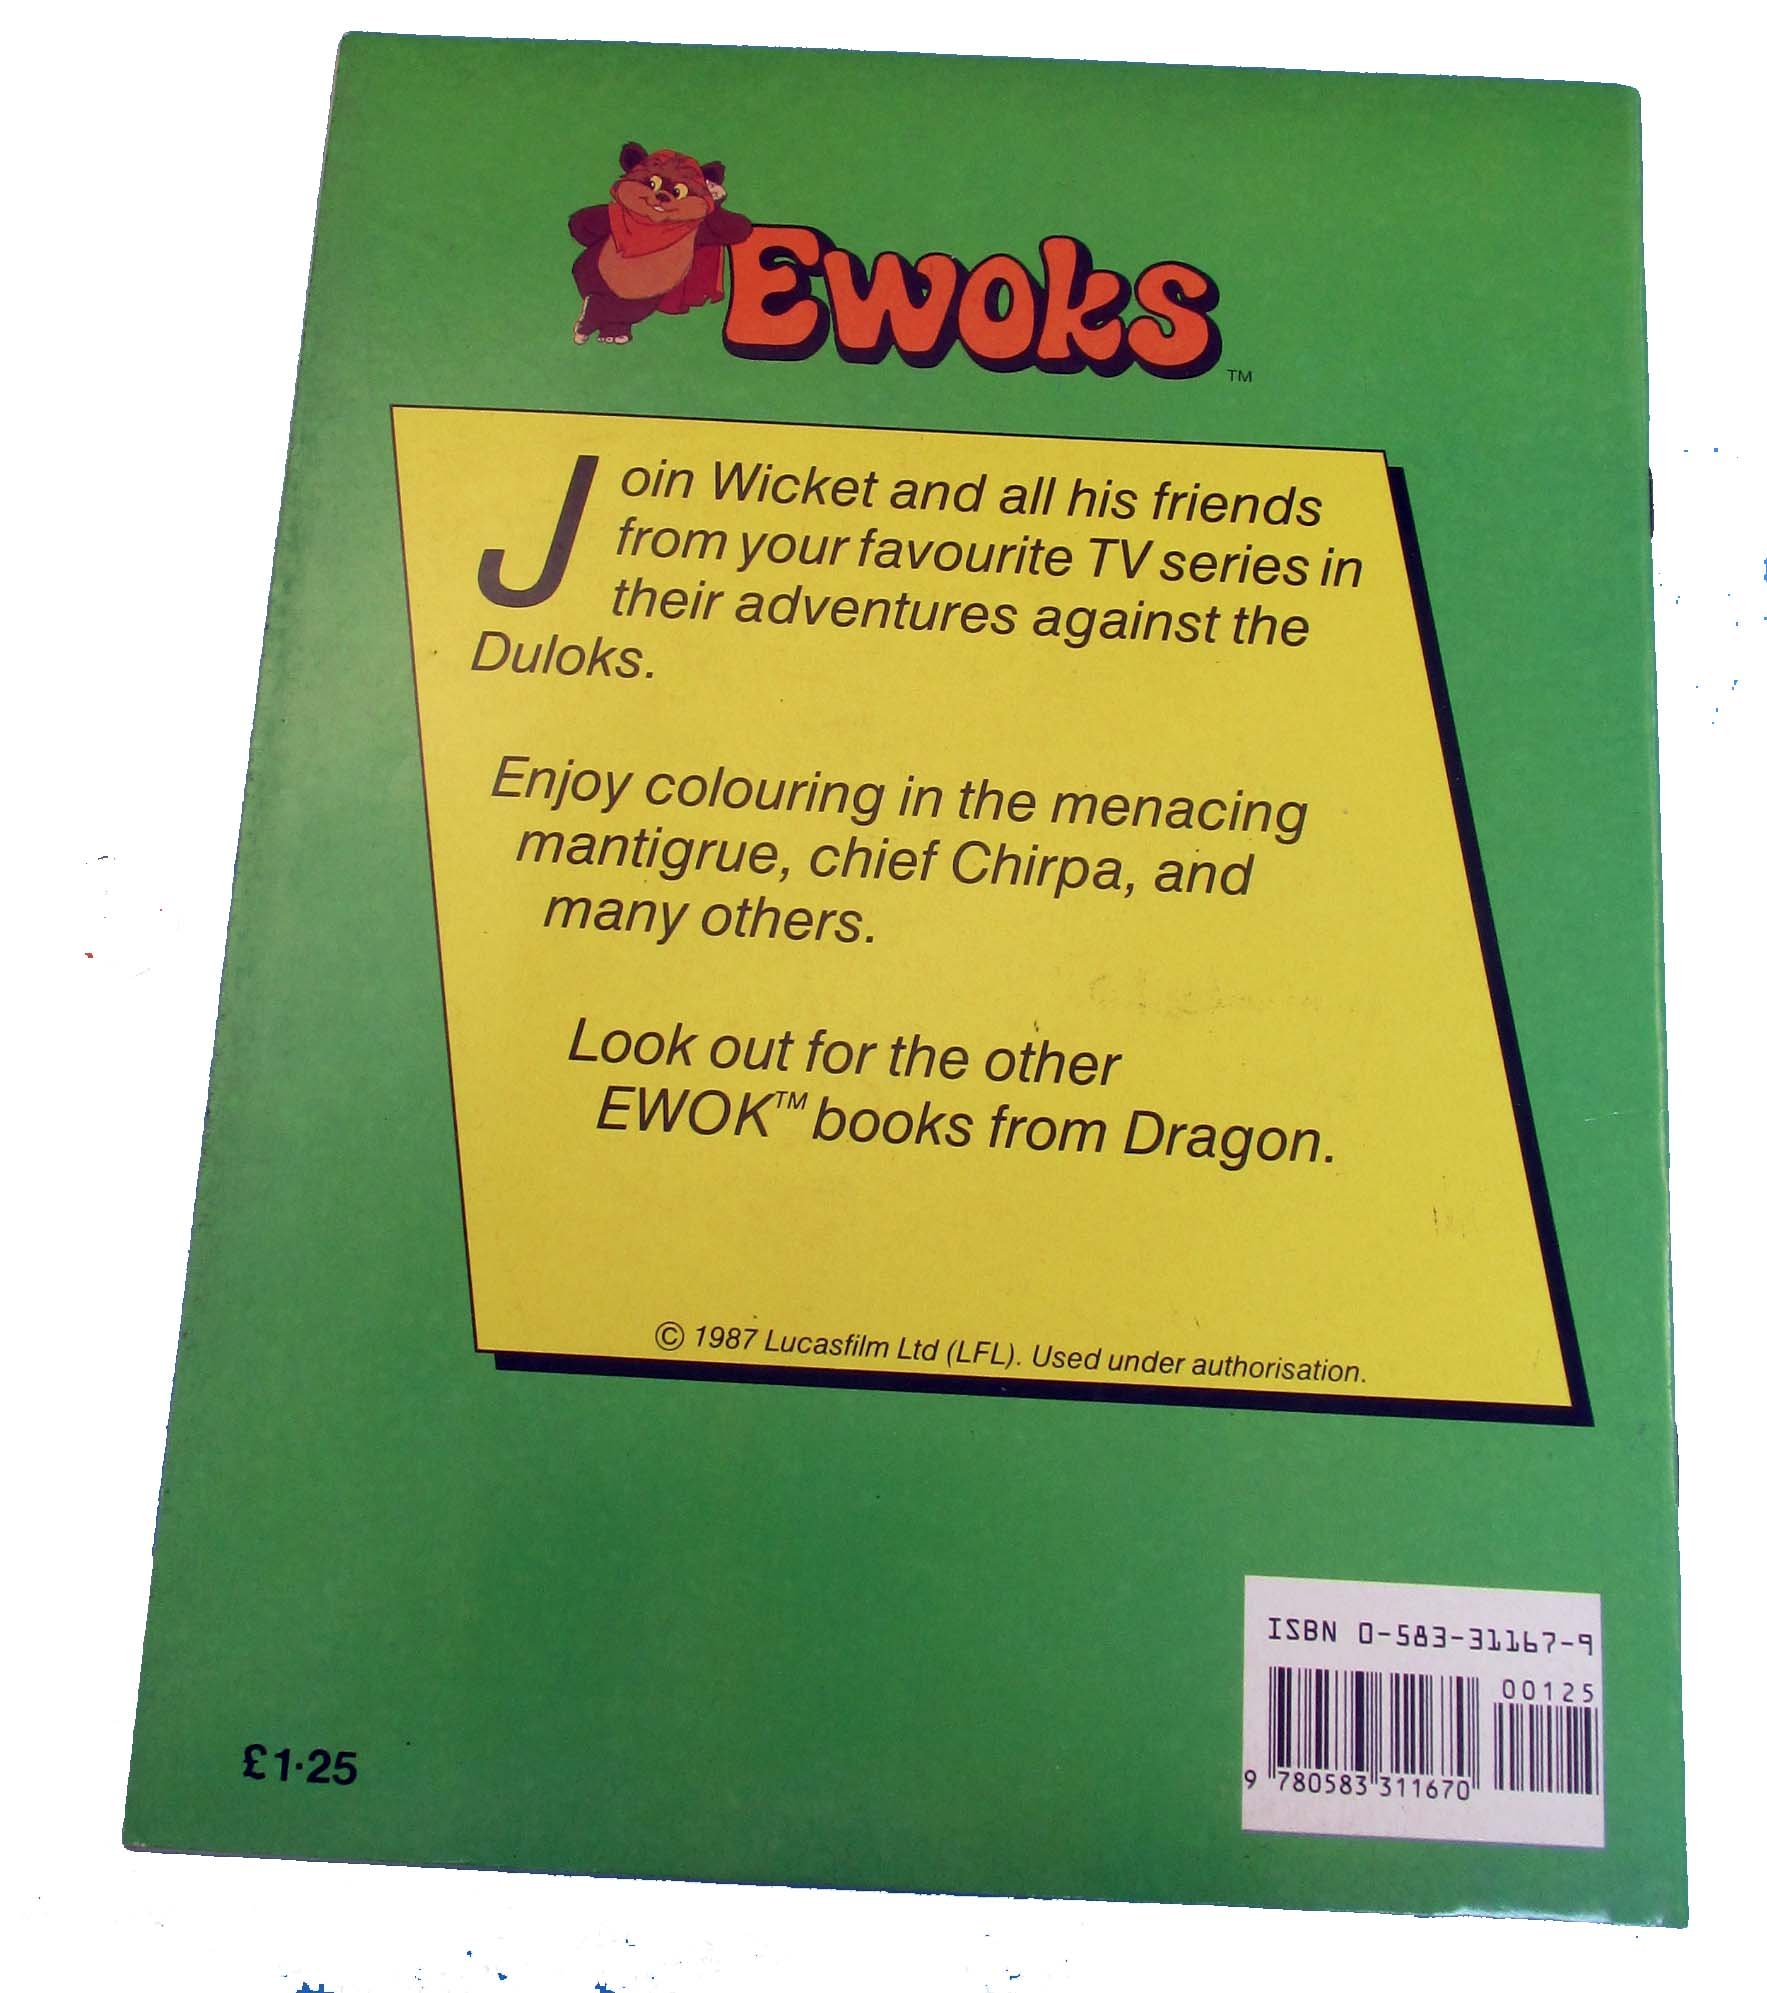 Ewoks™
Join Wicket and all his friends
from your favourite TV series in
their adventures against the
Duloks.
Enjoy colouring in the menacing
mantigrue, chief Chirpa, and
many others.
Look out for the other
EWOK™ books from Dragon.
© 1987 Lucasfilm Ltd (LFL). Used under authorisation.
£1·25
ISBN 0-583-31167-9
00125
9 780583 311670